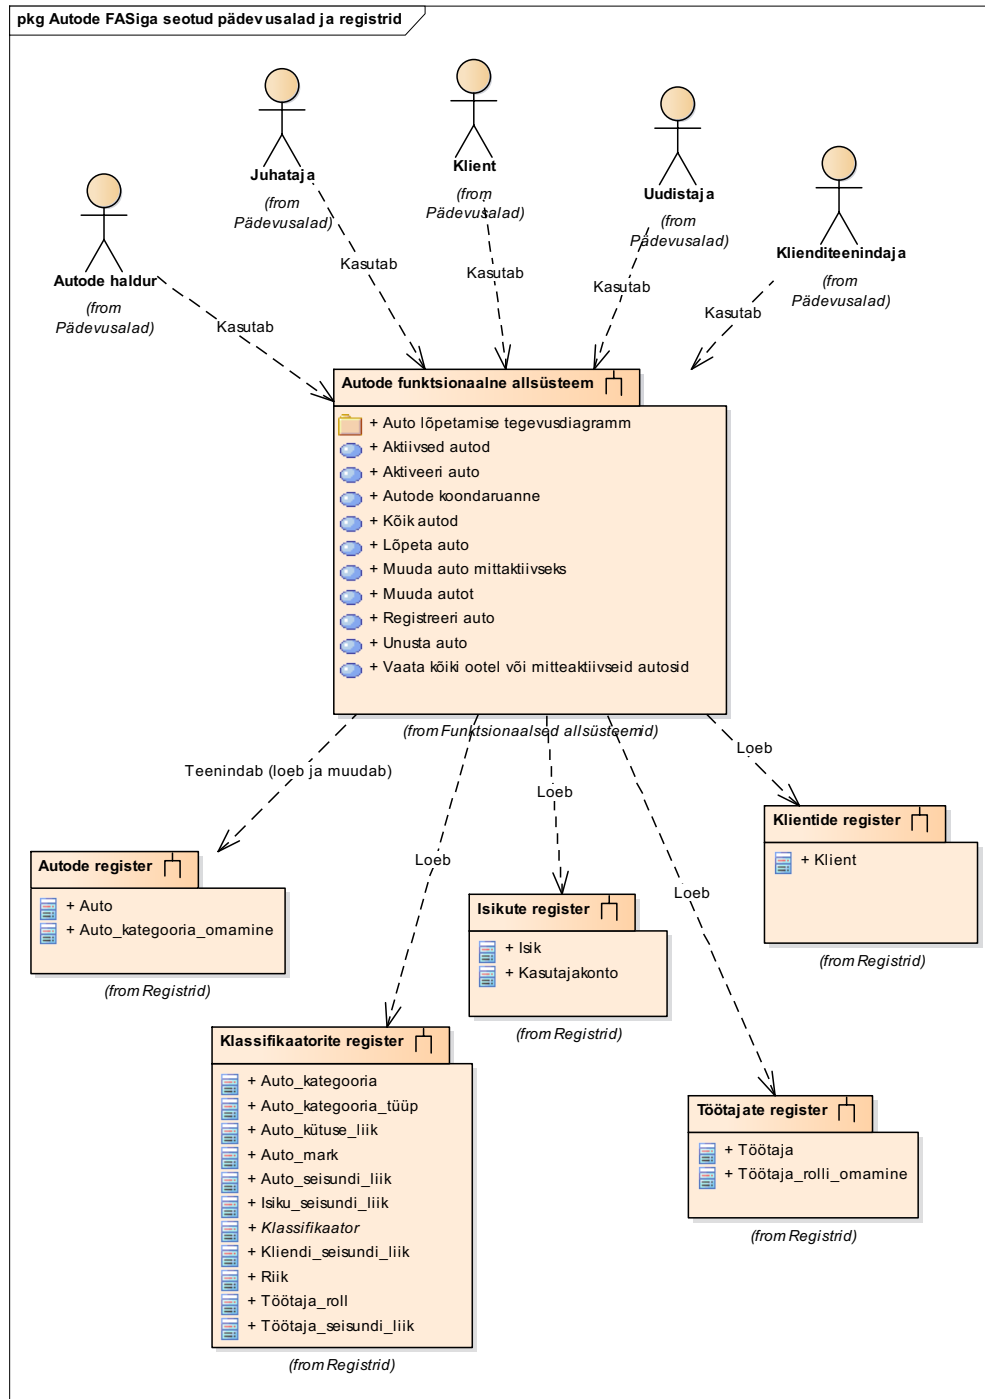 pkg Autode FASiga seotud pädevusalad ja registrid
Juhataja
(from
Pädevusalad)
Klient
(from
Pädevusalad)
Uudistaja
(from
Pädevusalad)
Klienditeenindaja
(from
Pädevusalad)
Autode haldur
(from
Pädevusalad)
Kasutab
Kasutab
Kasutab
Kasutab
Kasutab
Autode funktsionaalne allsüsteem
+ Auto lõpetamise tegevusdiagramm
+ Aktiivsed autod
+ Aktiveeri auto
+ Autode koondaruanne
+ Kõik autod
+ Lõpeta auto
+ Muuda auto mittaktiivseks
+ Muuda autot
+ Registreeri auto
+ Unusta auto
+ Vaata kõiki ootel või mitteaktiivseid autosid
(from Funktsionaalsed allsüsteemid)
Teenindab (loeb ja muudab)
Loeb
Loeb
Loeb
Loeb
Autode register
+ Auto
+ Auto_kategooria_omamine
(from Registrid)
Klassifikaatorite register
+ Auto_kategooria
+ Auto_kategooria_tüüp
+ Auto_kütuse_liik
+ Auto_mark
+ Auto_seisundi_liik
+ Isiku_seisundi_liik
+ Klassifikaator
+ Kliendi_seisundi_liik
+ Riik
+ Töötaja_roll
+ Töötaja_seisundi_liik
(from Registrid)
Isikute register
+ Isik
+ Kasutajakonto
(from Registrid)
Töötajate register
+ Töötaja
+ Töötaja_rolli_omamine
(from Registrid)
Klientide register
+ Klient
(from Registrid)